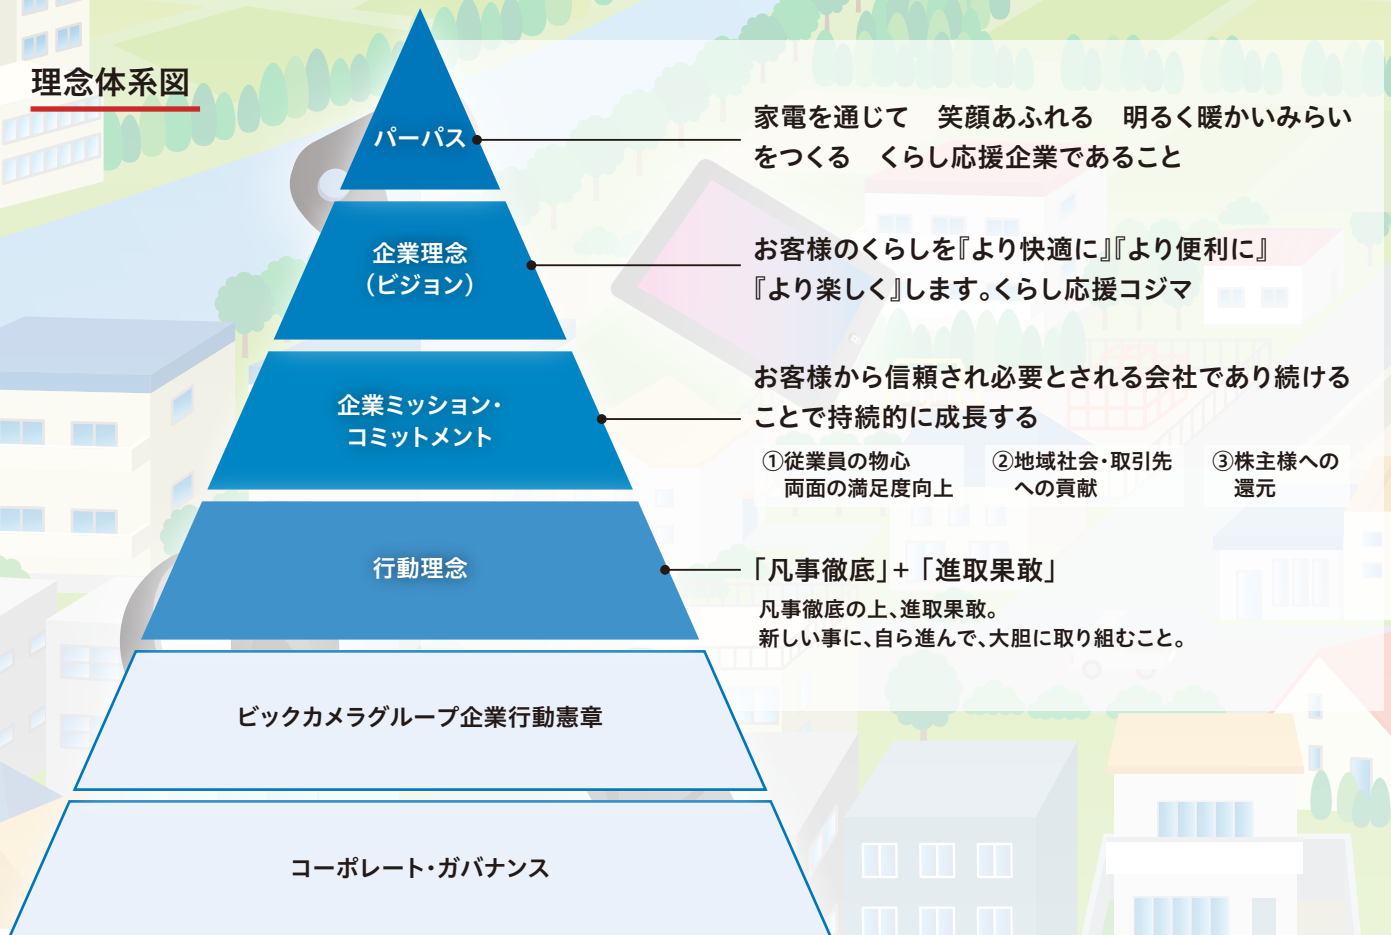 理念体系図
パーパス
家電を通じて　笑顔あふれる　明るく暖かいみらい
をつくる　くらし応援企業であること
企業理念
（ビジョン）
お客様のくらしを『より快適に』『より便利に』
『より楽しく』します。くらし応援コジマ
企業ミッション・
コミットメント
お客様から信頼され必要とされる会社であり続ける
ことで持続的に成長する
①従業員の物心
両面の満足度向上
②地域社会・取引先
への貢献
③株主様への
還元
行動理念
「凡事徹底」+「進取果敢」
凡事徹底の上、進取果敢。
新しい事に、自ら進んで、大胆に取り組むこと。
ビックカメラグループ企業行動憲章
コーポレート・ガバナンス